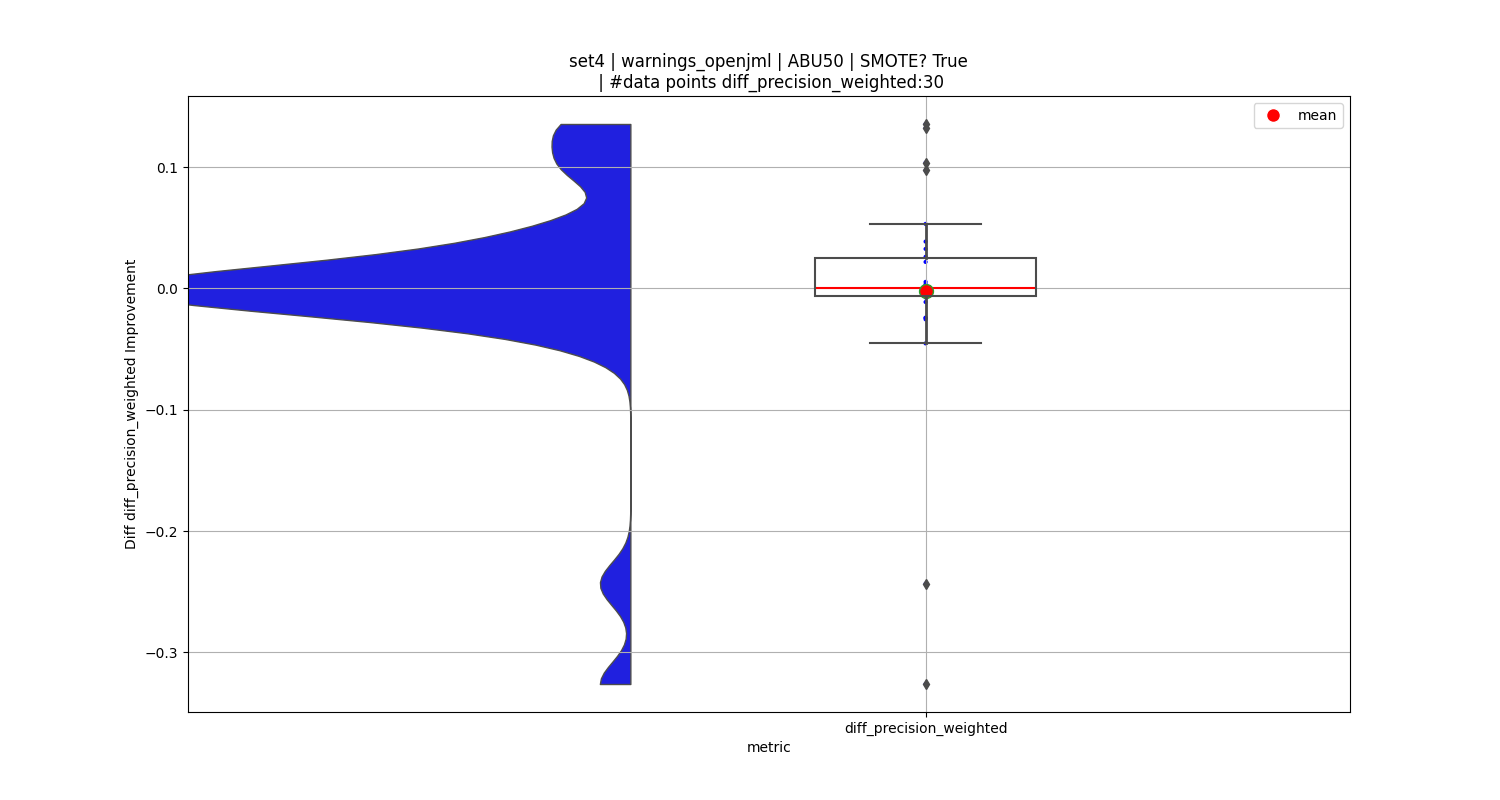 set4 | warnings_openjml | ABU50 | SMOTE? True
| #data points diff_precision_weighted:30
mean
0.1
0.0
−0.1
−0.2
−0.3
Diff diff_precision_weighted Improvement
diff_precision_weighted
metric